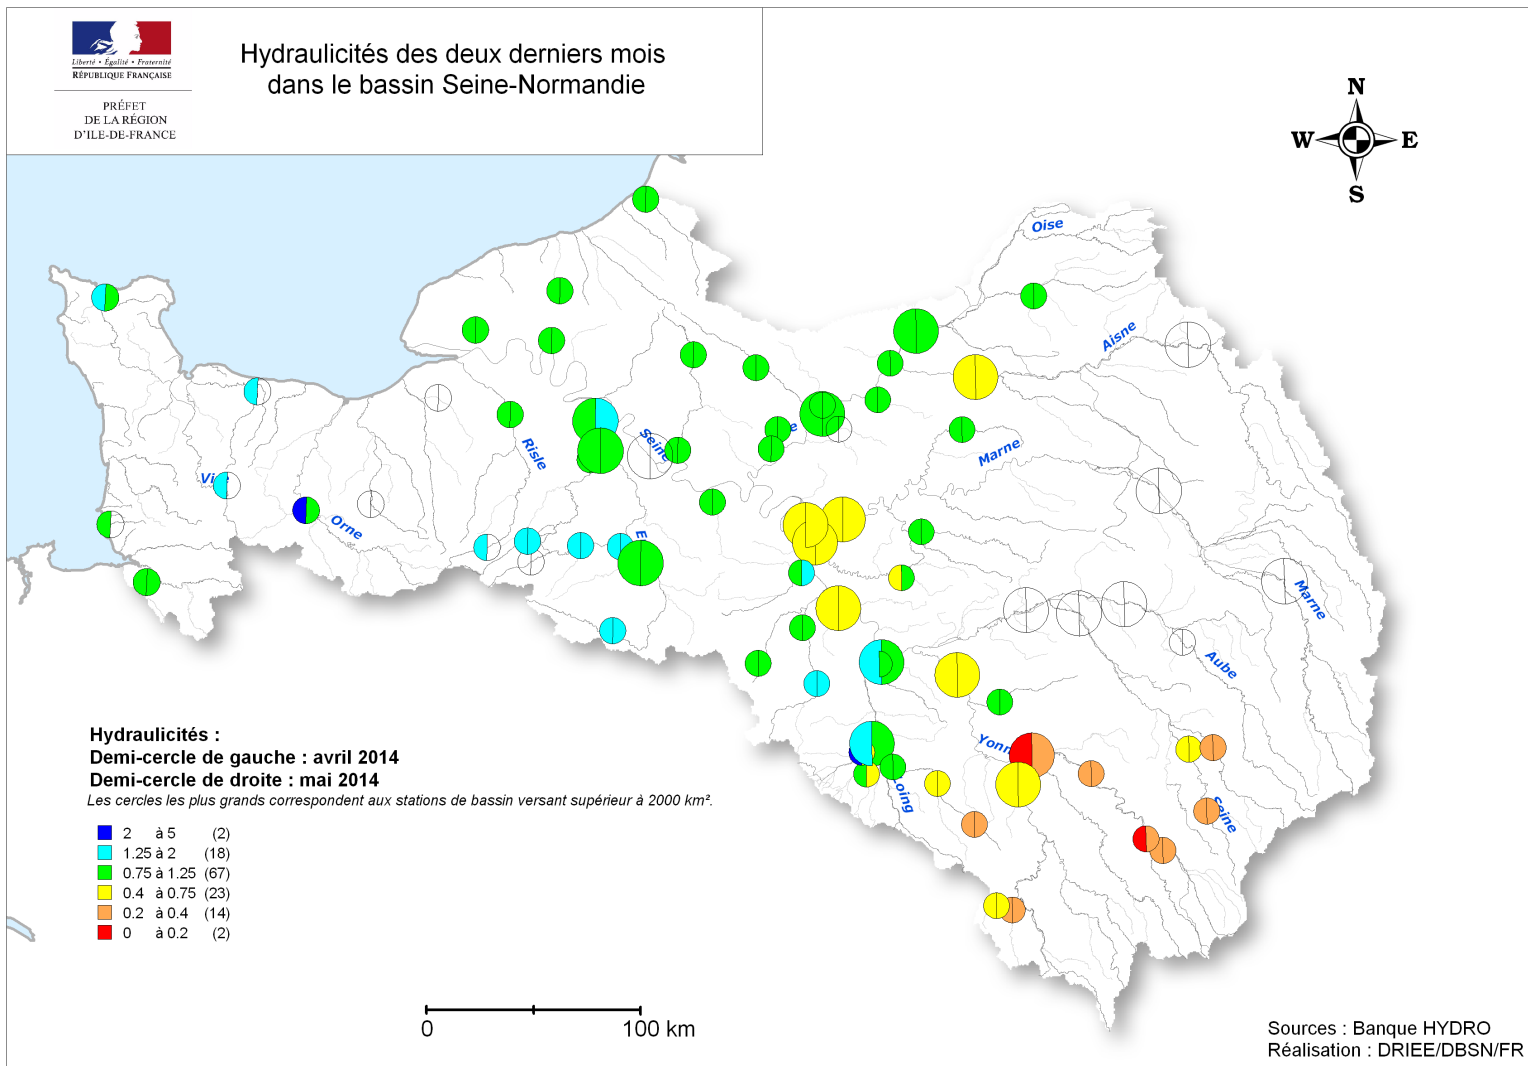 Liberté • Égalité • Fraternité
RÉPUBLIQUE FRANÇAISE
PRÉFET
DE LA RÉGION
D'ILE-DE-FRANCE
Hydraulicités des deux derniers mois
dans le bassin Seine-Normandie
N
W E
S
Oise
Aisne
Marne
Seine
Risle
Orne
Marne
Aube
Loing
Seine
Hydraulicités :
Demi-cercle de gauche : avril 2014
Demi-cercle de droite : mai 2014
Les cercles les plus grands correspondent aux stations de bassin versant supérieur à 2000 km².
2 à 5 (2)
1.25 à 2 (18)
0.75 à 1.25 (67)
0.4 à 0.75 (23)
0.2 à 0.4 (14)
0 à 0.2 (2)
0 100 km
Sources : Banque HYDRO
Réalisation : DRIEE/DBSN/FR